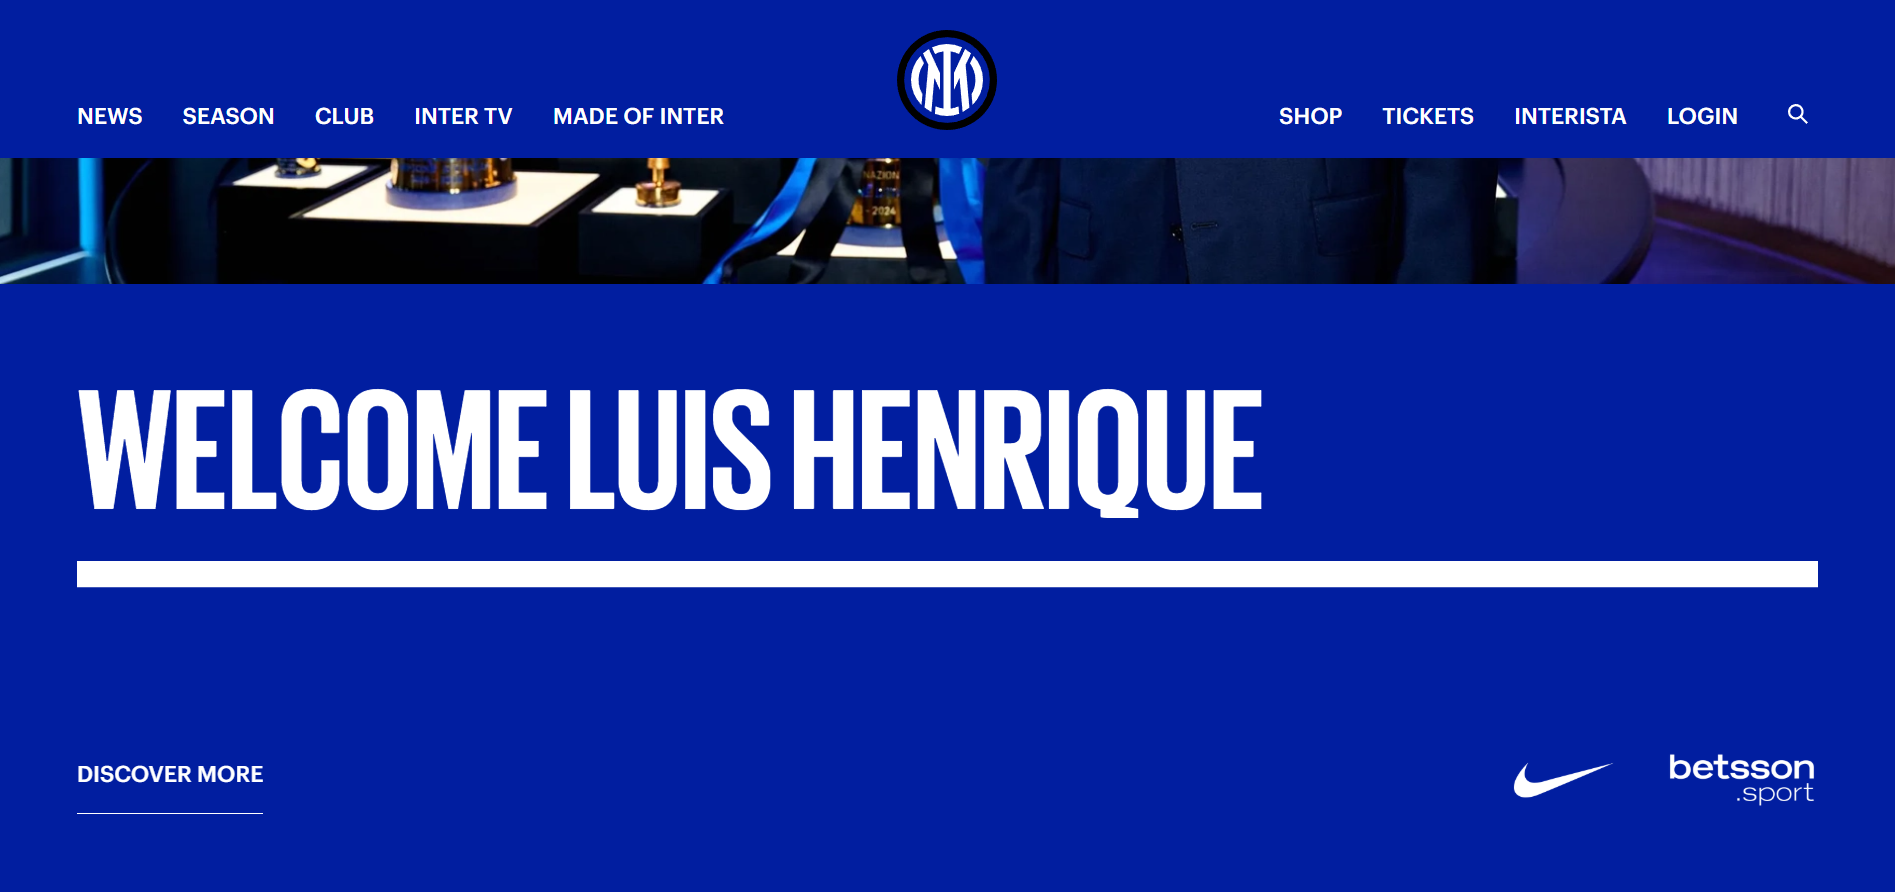 NEWS SEASON CLUB INTER TV MADE OF INTER SHOP TICKETS INTERISTA LOGIN
NAZION
- 2024
WELCOME LUIS HENRIQUE
DISCOVER MORE
betsson
.sport